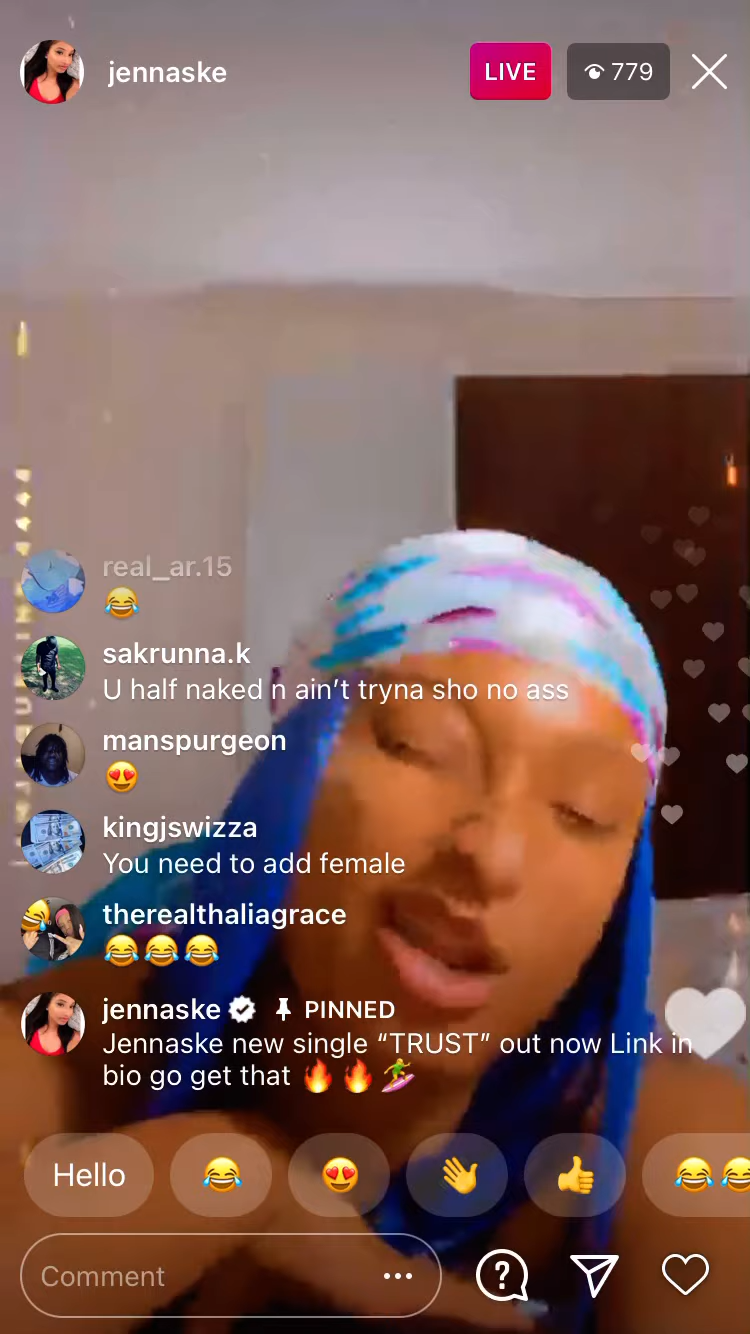 jennaske
LIVE
779
real_ar.15
😂
sakrunna.k
U half naked n ain't tryna sho no ass
manspurgeon
😍
kingjswizza
You need to add female
therealthaliagrace
😂😂😂
jennaske PINNED
Jennaske new single “TRUST” out now Link in
bio go get that 🔥🔥🏄‍♀️
Hello 😂 😍 👋 👍 😂😂
Comment